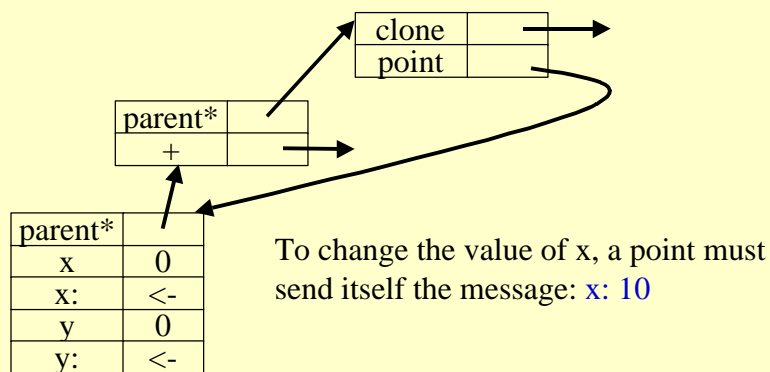 clone
point
parent*
+
parent*
x 0
x: <-
y 0
y: <-
To change the value of x, a point must
send itself the message: x: 10